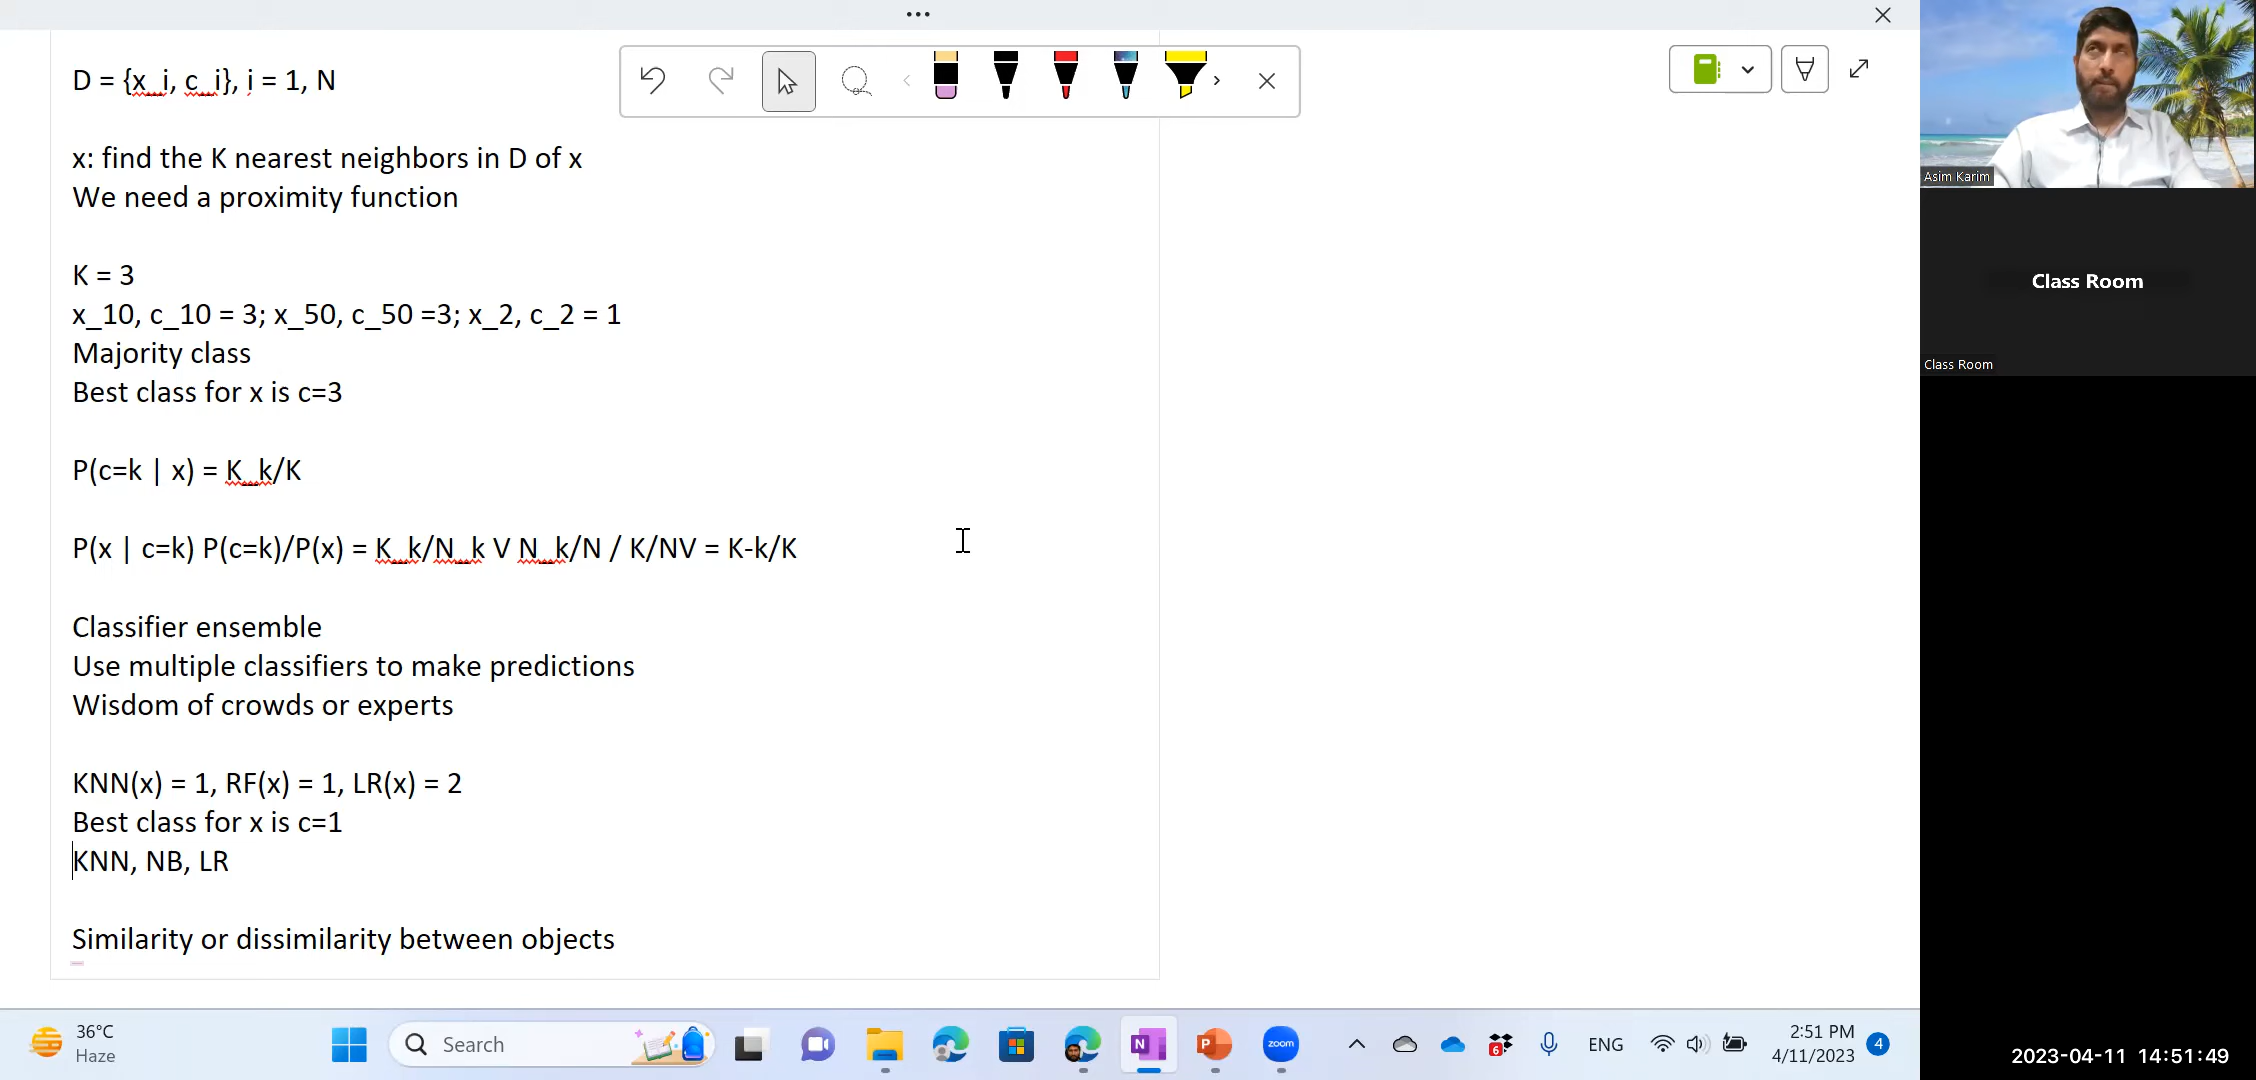 D = {x_i, c_i}, i = 1, N
x: find the K nearest neighbors in D of x
We need a proximity function
K = 3
x_10, c_10 = 3; x_50, c_50 =3; x_2, c_2 = 1
Majority class
Best class for x is c=3
P(c=k | x) = K_k/K
P(x | c=k) P(c=k)/P(x) = K_k/N_k V N_k/N / K/NV = K-k/K
Classifier ensemble
Use multiple classifiers to make predictions
Wisdom of crowds or experts
KNN(x) = 1, RF(x) = 1, LR(x) = 2
Best class for x is c=1
KNN, NB, LR
Similarity or dissimilarity between objects
Asim Karim
Class Room
Class Room
36°C
Haze
Search
N
P
zoom
6
ENG
2:51 PM
4/11/2023
4
2023-04-11 14:51:49